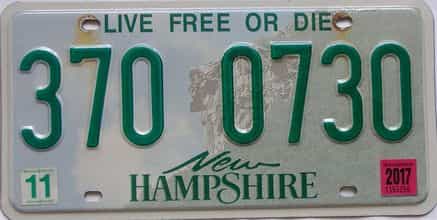 LIVE FREE OR DIE
370 0730
New
HAMPSHIRE
11
2017